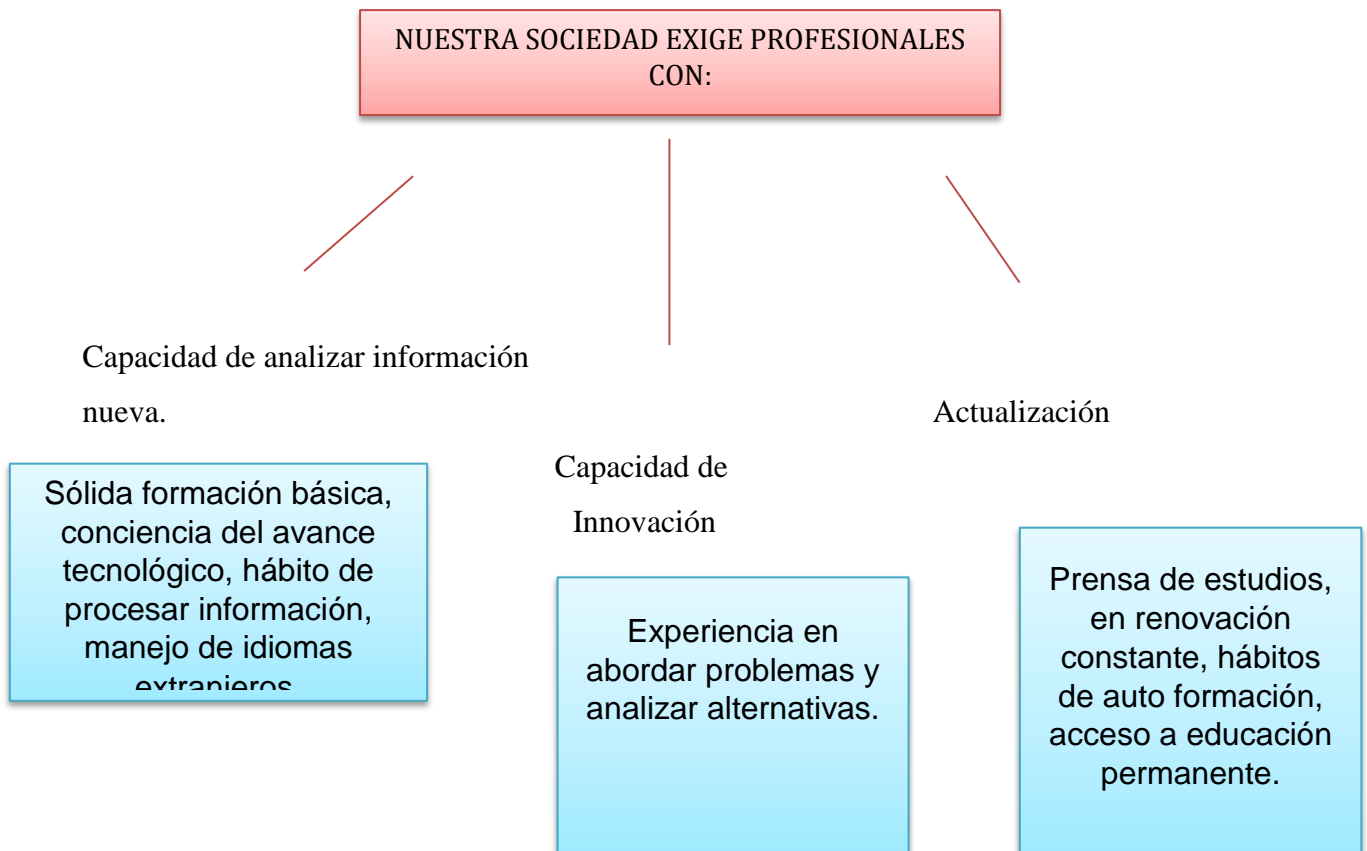 NUESTRA SOCIEDAD EXIGE PROFESIONALES
CON:
Capacidad de analizar información
nueva.
Sólida formación básica,
conciencia del avance
tecnológico, hábito de
procesar información,
manejo de idiomas
extranjeros
Capacidad de
Innovación
Experiencia en
abordar problemas y
analizar alternativas.
Actualización
Prensa de estudios,
en renovación
constante, hábitos
de auto formación,
acceso a educación
permanente.